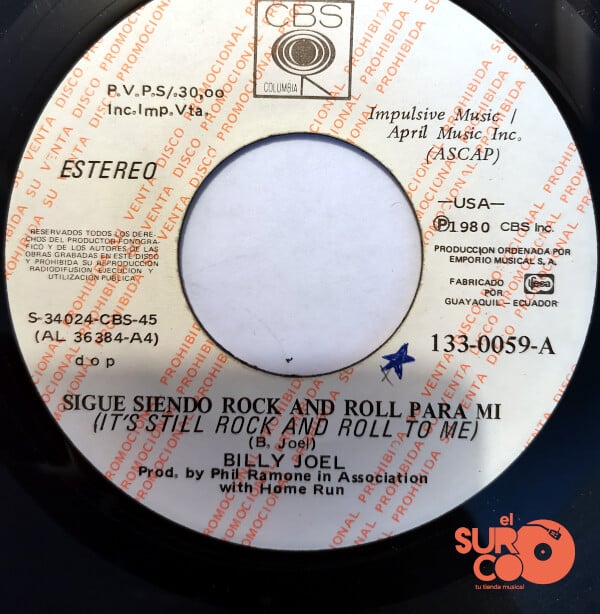 CBS
COLUMBIA
P.V.P.S/.30,oo
Inc.Imp.Vta.
ESTEREO
Impulsive Music /
April Music Inc.
(ASCAP)
RESERVADOS TODOS LOS DERE-
CHOS DEL PRODUCTOR FONOGRA-
FICO Y DE LOS AUTORES DE LAS
OBRAS GRABADAS EN ESTE DISCO
Y PROHIBIDA SU REPRODUCCION
RADIODIFUSION EJECUCION Y
UTILIZACION PUBLICA
—USA—
Ⓟ1980 CBS Inc.
PRODUCCION ORDENADA POR
EMPORIO MUSICAL S.A.
FABRICADO
POR
GUAYAQUIL-ECUADOR
S-34024-CBS-45
(AL 36384-A4)
d o p
133-0059-A
SIGUE SIENDO ROCK AND ROLL PARA MI
(IT'S STILL ROCK AND ROLL TO ME)
(B. Joel)
BILLY JOEL
Prod. by Phil Ramone in Association
with Home Run
DISCO PROMOCIONAL PROHIBIDA SU VENTA
el
SURCO
tu tienda musical